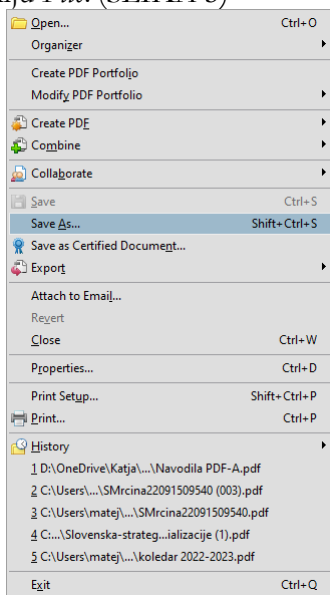 Open... Ctrl+O
Organizer
Create PDF Portfolio
Modify PDF Portfolio
Create PDF
Combine
Collaborate
Save Ctrl+S
Save As... Shift+Ctrl+S
Save as Certified Document...
Export
Attach to Email...
Revert
Close Ctrl+W
Properties... Ctrl+D
Print Setup... Shift+Ctrl+P
Print... Ctrl+P
History
1 D:\OneDrive\Katja\...\Navodila PDF-A.pdf
2 C:\Users\...\SMrcina22091509540 (003).pdf
3 C:\Users\matej\...\SMrcina22091509540.pdf
4 C:...\Slovenska-strateg...ializacije (1).pdf
5 C:\Users\matej\...\koledar 2022-2023.pdf
Exit Ctrl+Q